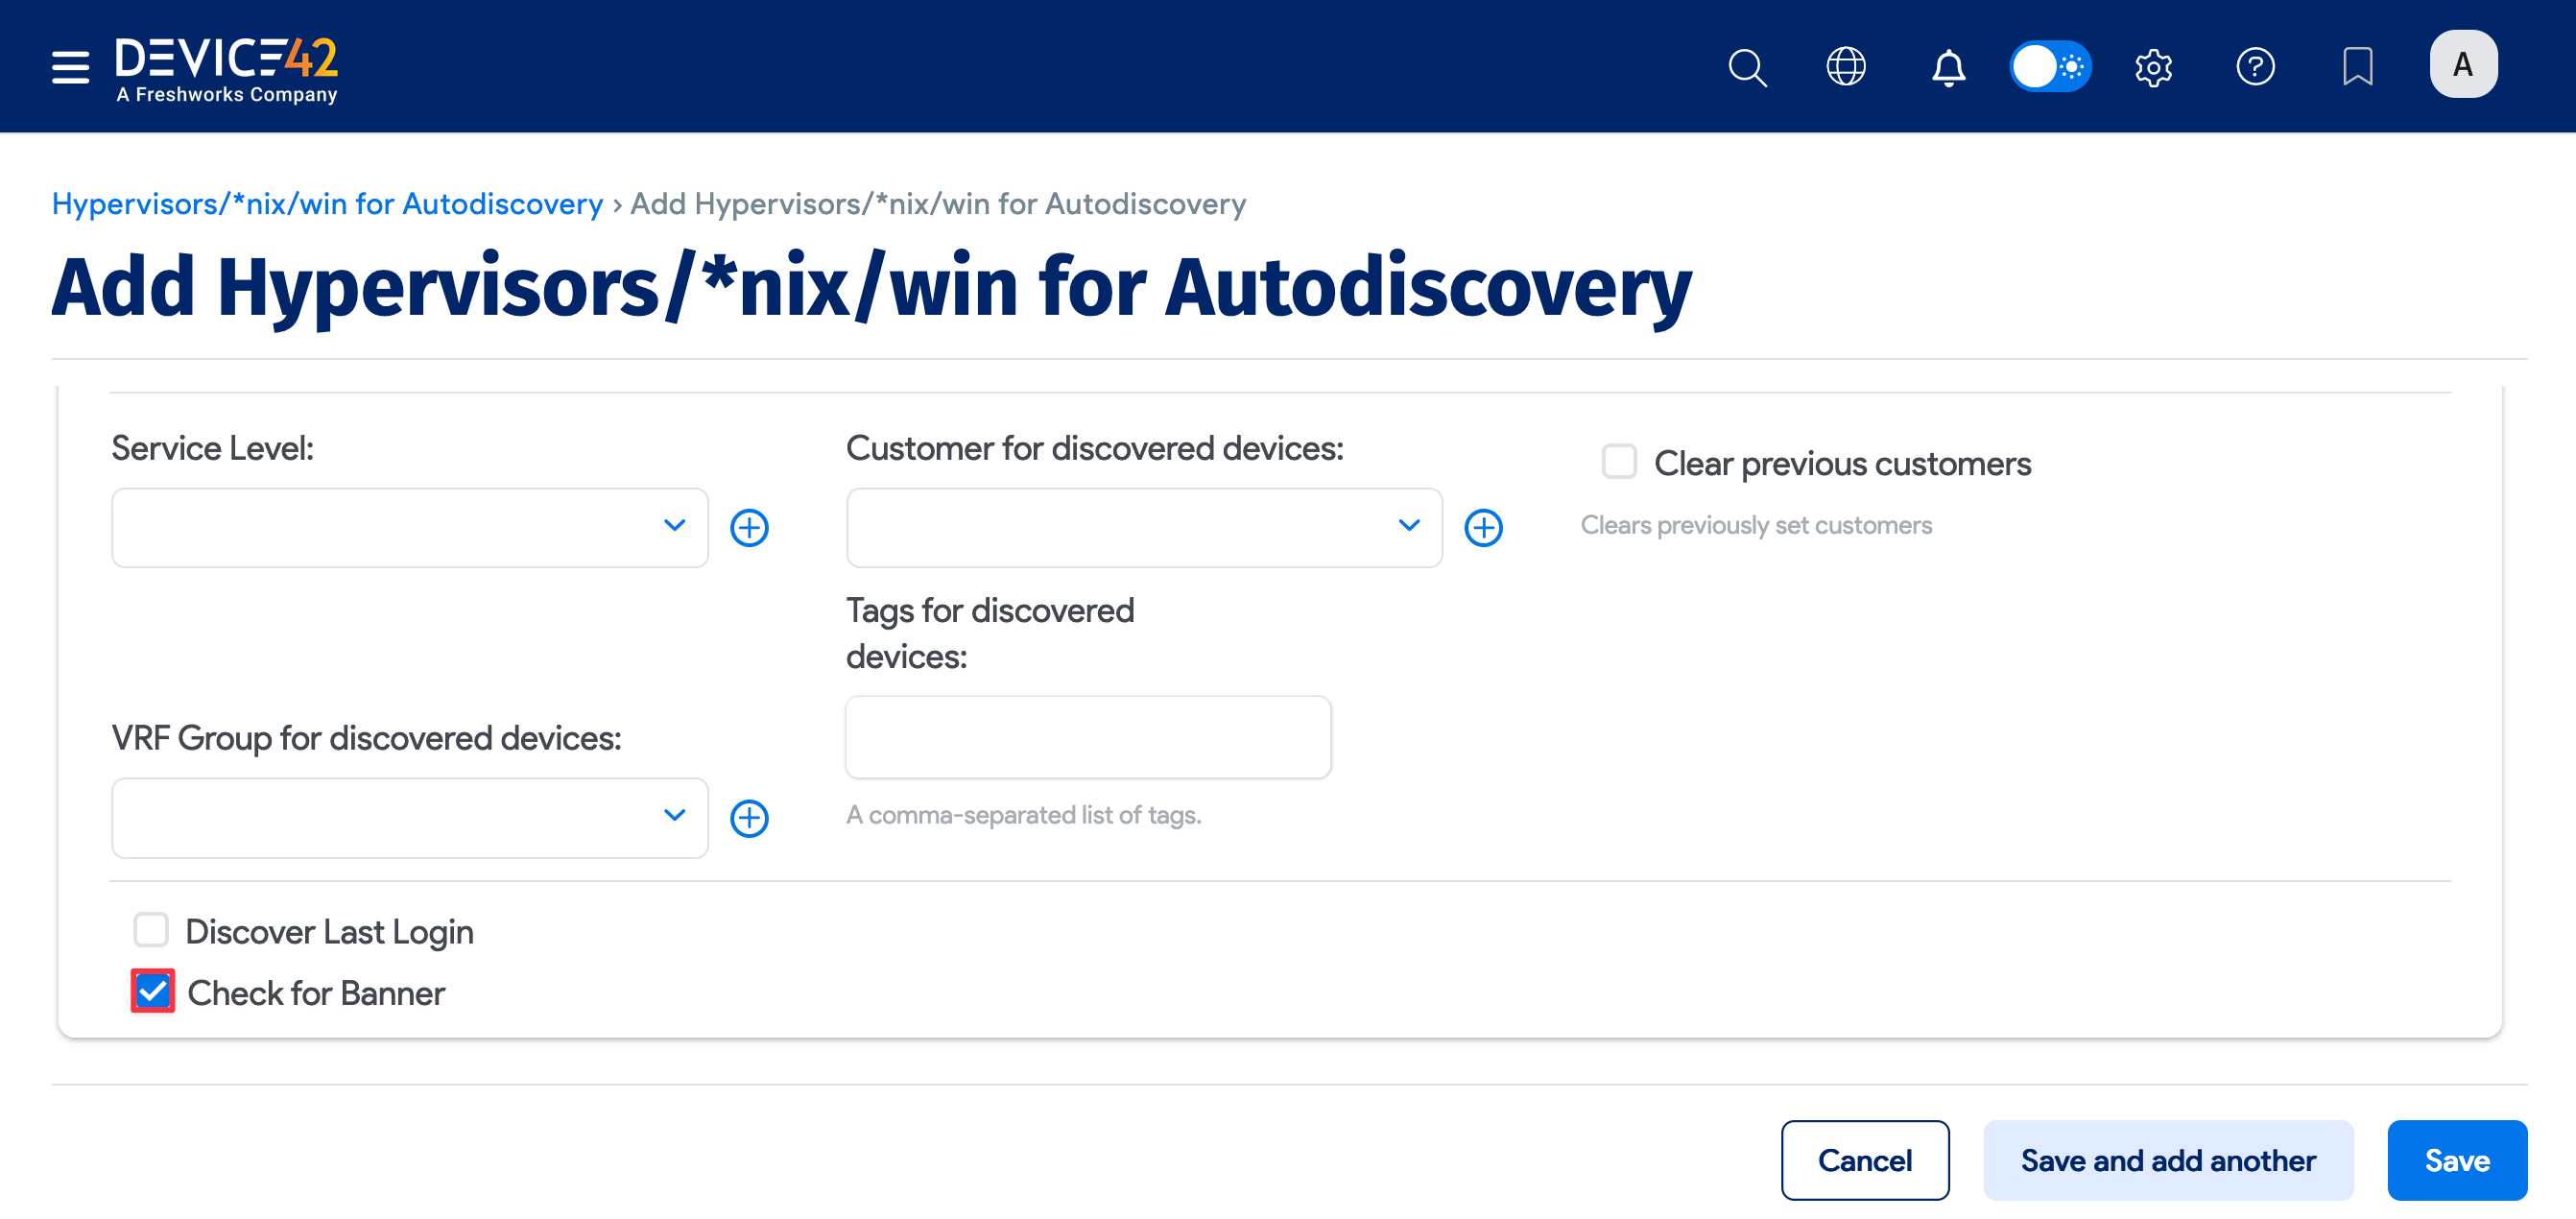 DEVICE42
A Freshworks Company
A
Hypervisors/*nix/win for Autodiscovery › Add Hypervisors/*nix/win for Autodiscovery
Add Hypervisors/*nix/win for Autodiscovery
Service Level:
Customer for discovered devices:
Clear previous customers
Clears previously set customers
Tags for discovered
devices:
VRF Group for discovered devices:
A comma-separated list of tags.
Discover Last Login
Check for Banner
Cancel
Save and add another
Save